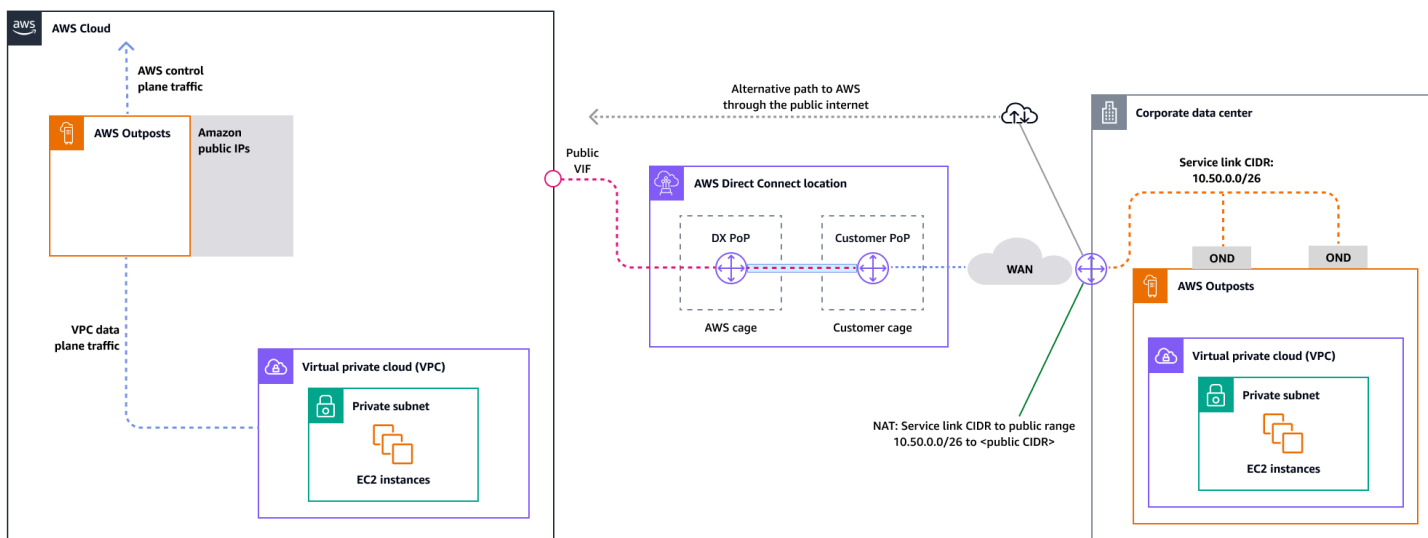 aws
AWS Cloud
AWS control
plane traffic
AWS Outposts
Amazon
public IPs
VPC data
plane traffic
Virtual private cloud (VPC)
Private subnet
EC2 instances
Public
VIF
Alternative path to AWS
through the public internet
AWS Direct Connect location
DX PoP
Customer PoP
AWS cage
Customer cage
WAN
NAT: Service link CIDR to public range
10.50.0.0/26 to <public CIDR>
Corporate data center
Service link CIDR:
10.50.0.0/26
OND
OND
AWS Outposts
Virtual private cloud (VPC)
Private subnet
EC2 instances